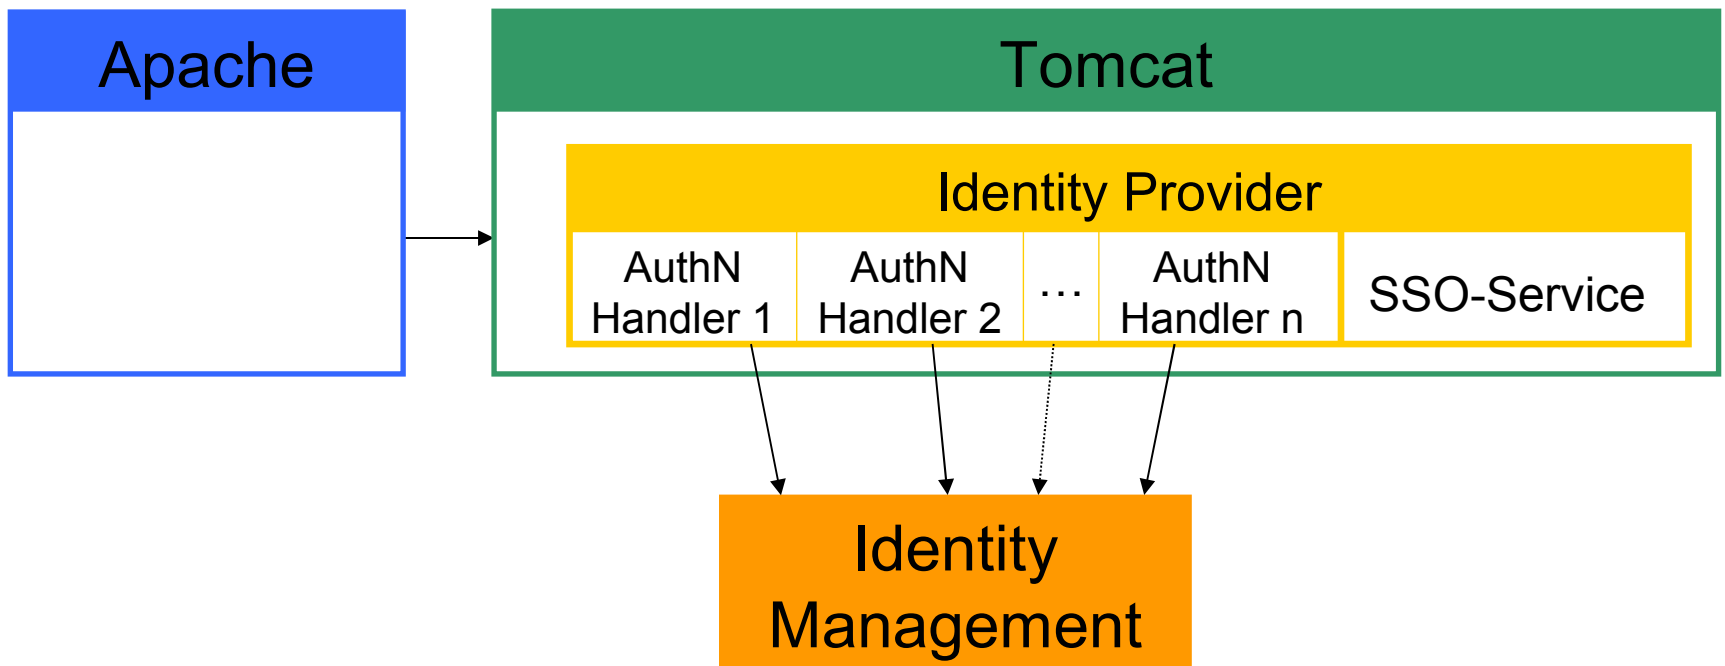 Apache
Tomcat
Identity Provider
AuthN
Handler 1
AuthN
Handler 2
...
AuthN
Handler n
SSO-Service
Identity
Management